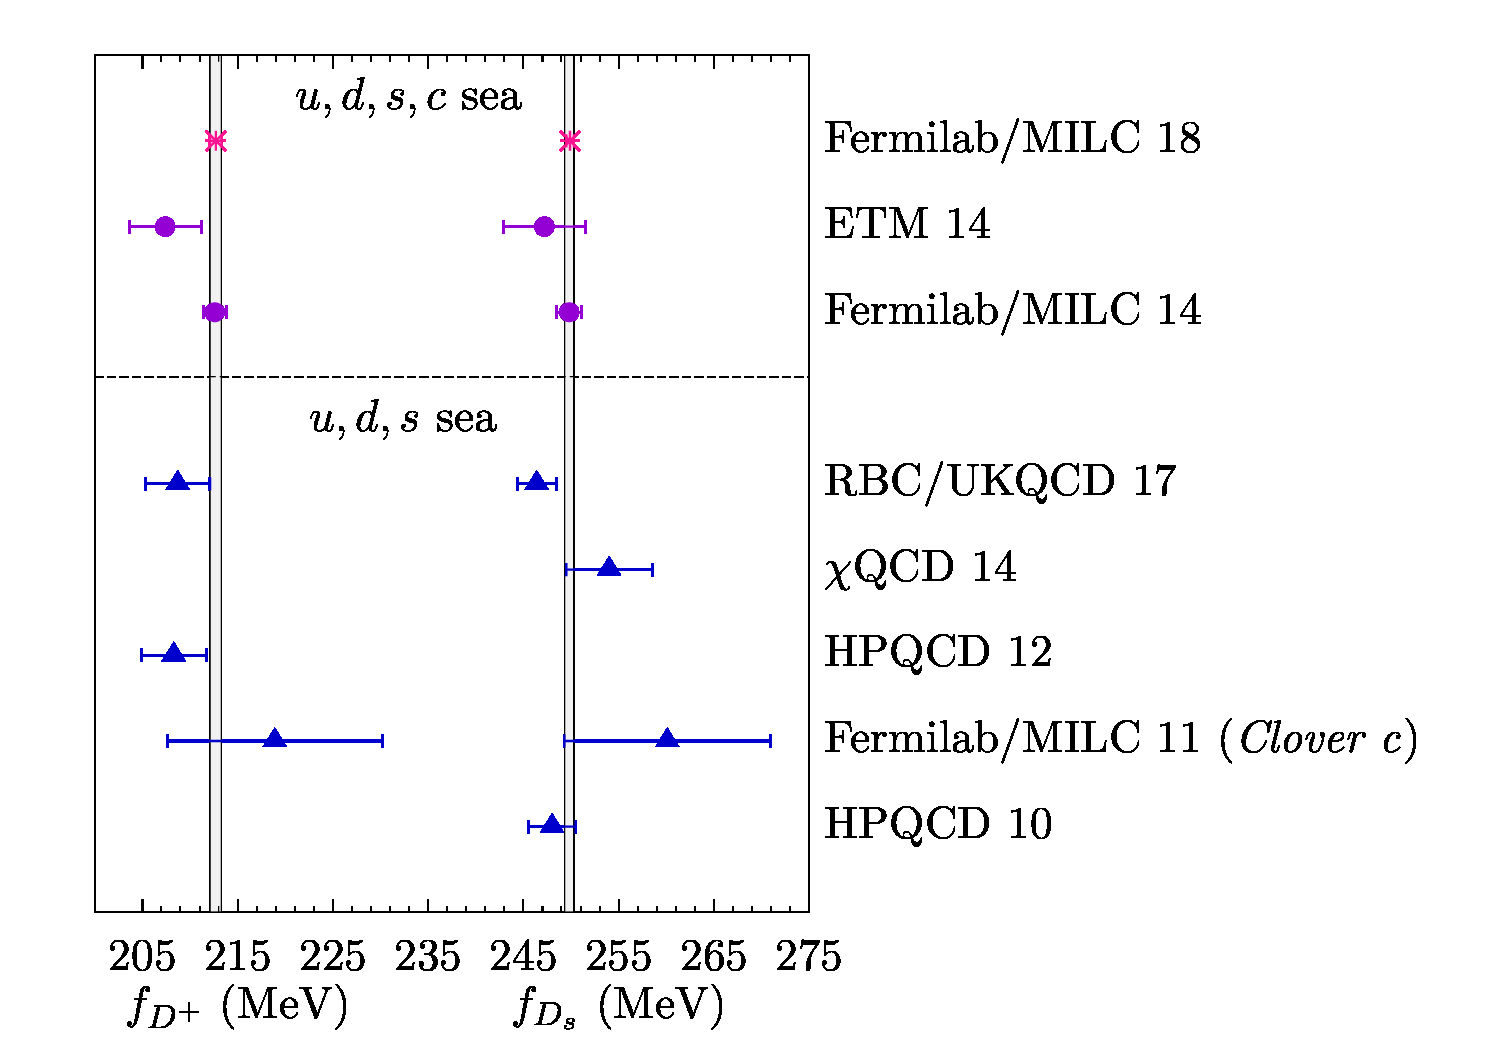 u, d, s, c sea
Fermilab/MILC 18
ETM 14
Fermilab/MILC 14
u, d, s sea
RBC/UKQCD 17
χQCD 14
HPQCD 12
Fermilab/MILC 11 (Clover c)
HPQCD 10
205 215 225 235 245 255 265 275
f_{D^+} (MeV) f_{D_s} (MeV)